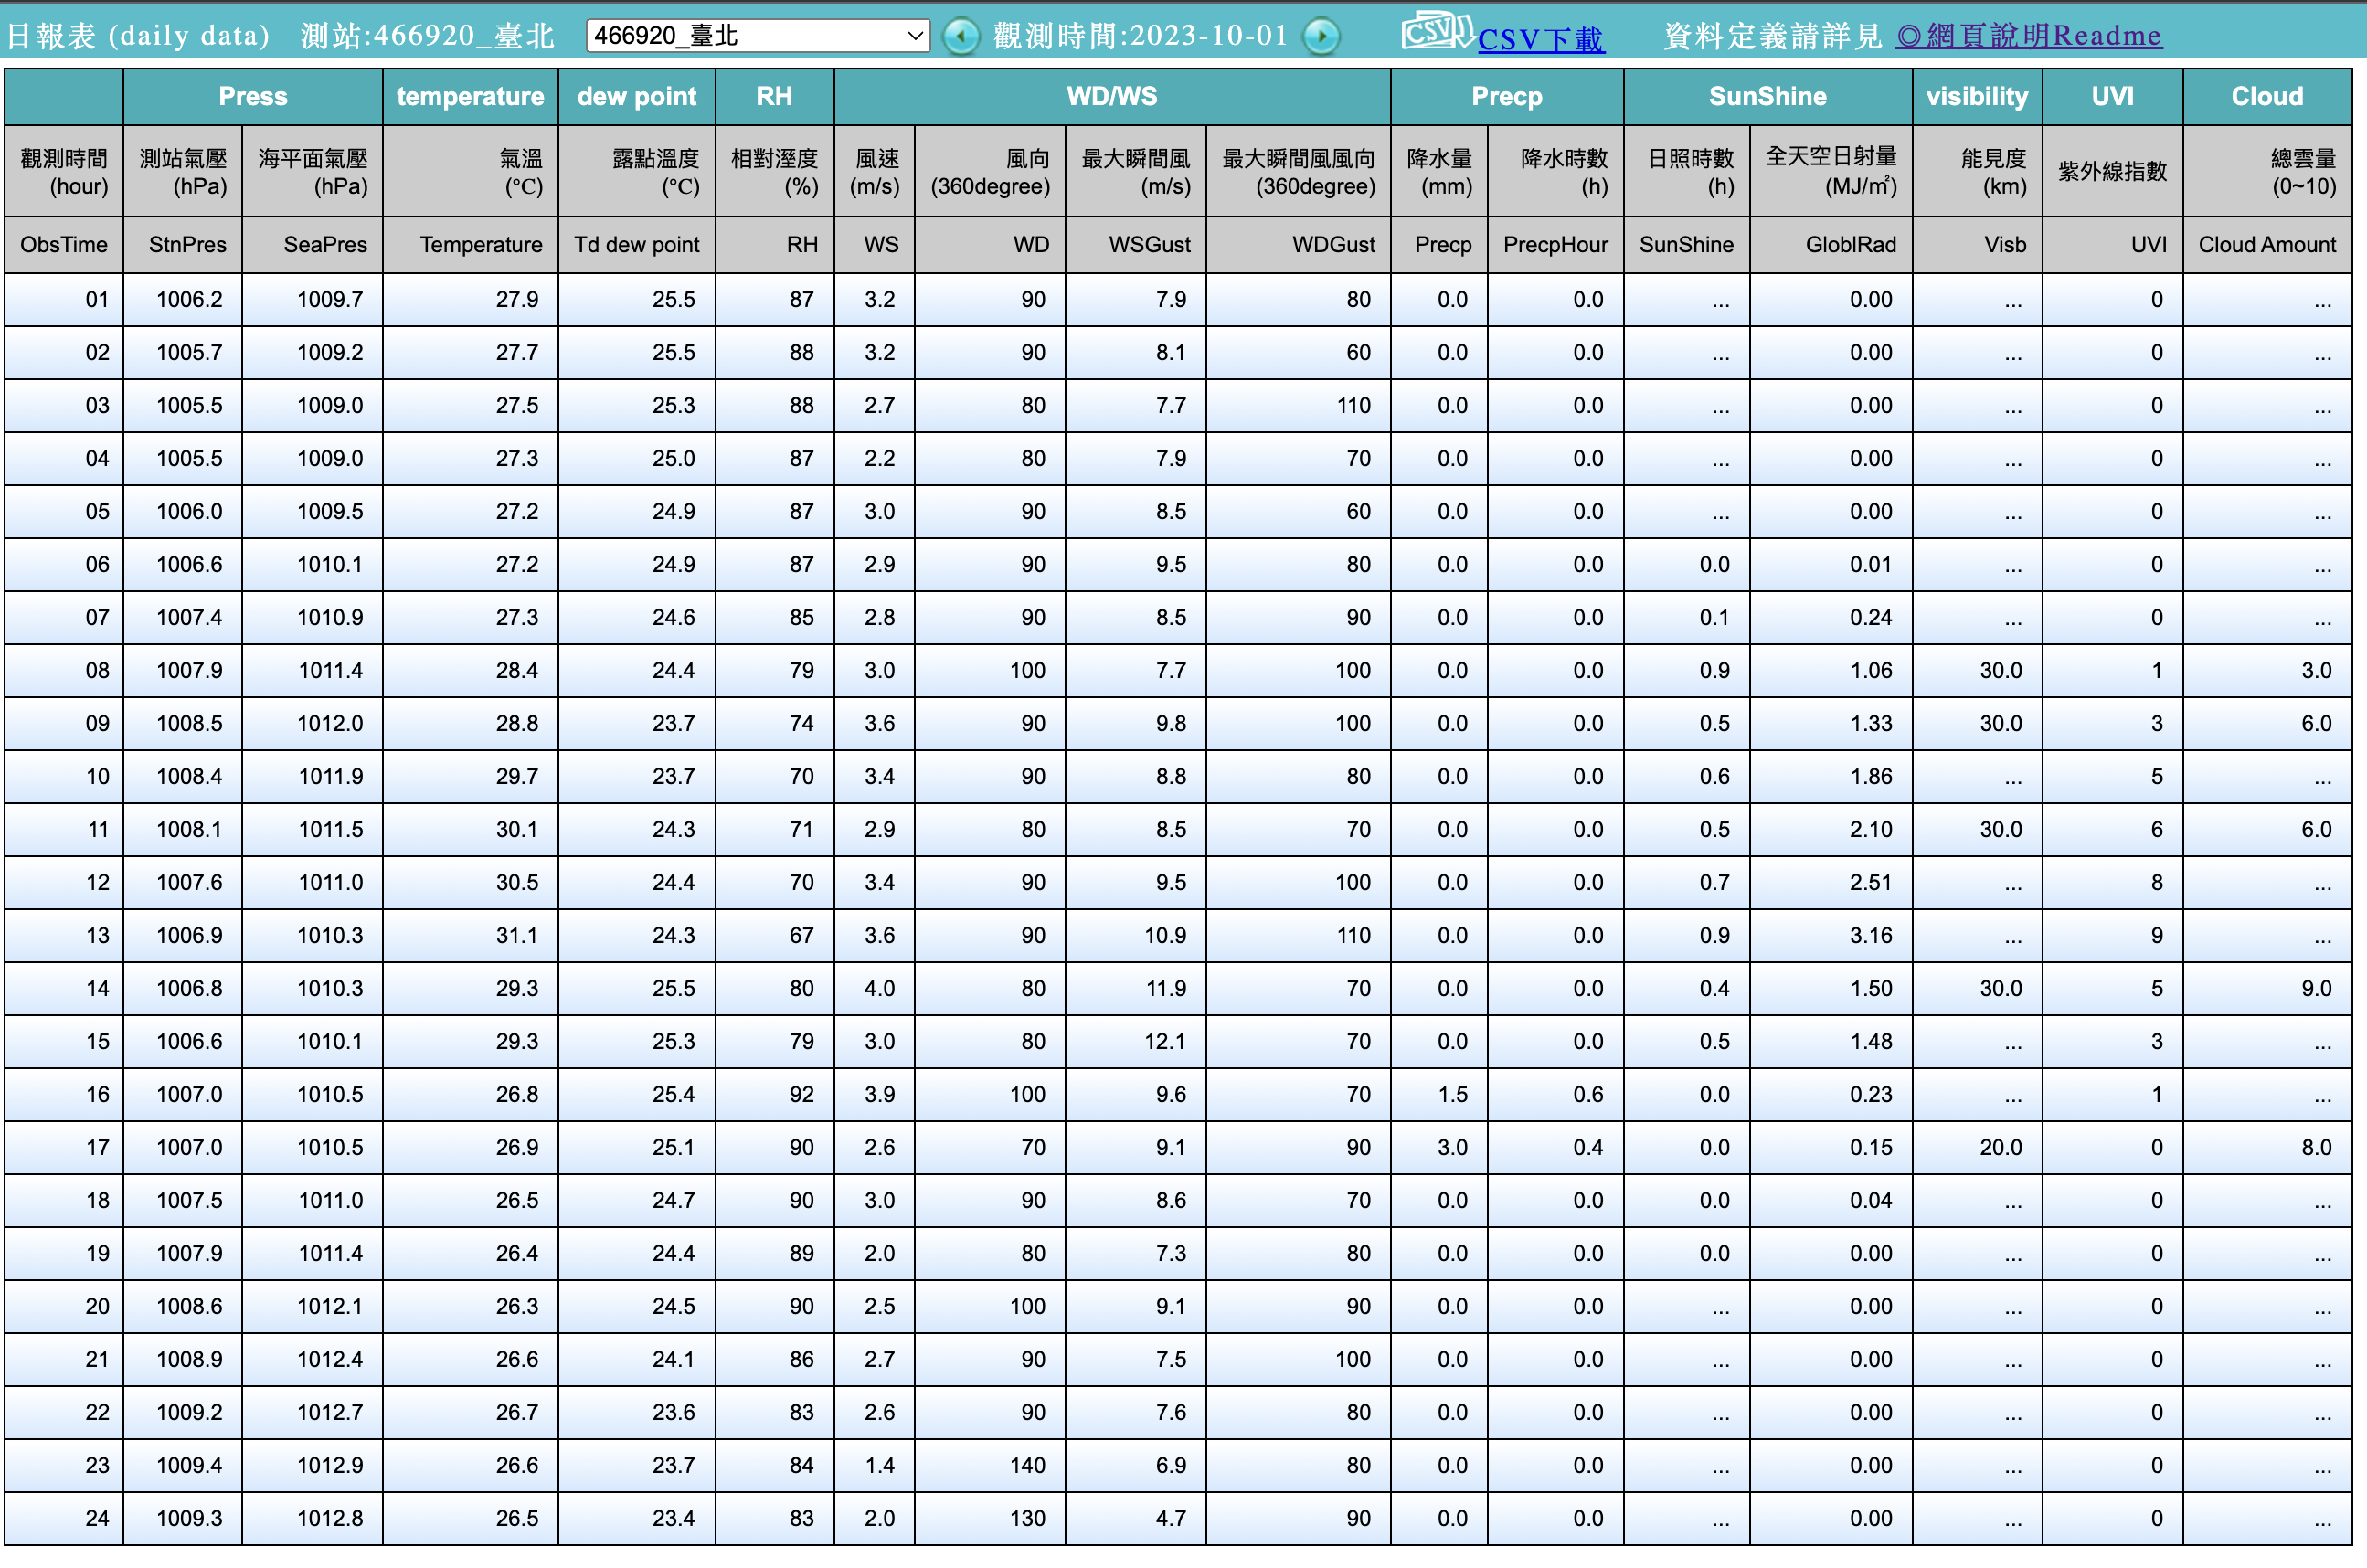 日報表 (daily data) 測站:466920_臺北 466920_臺北 觀測時間:2023-10-01 CSV CSV下載 資料定義請詳見 ◎網頁說明Readme
Press temperature dew point RH WD/WS Precp SunShine visibility UVI Cloud
觀測時間 測站氣壓 海平面氣壓 氣溫 露點溫度 相對溼度 風速 風向 最大瞬間風 最大瞬間風風向 降水量 降水時數 日照時數 全天空日射量 能見度 紫外線指數 總雲量
(hour) (hPa) (hPa) (℃) (℃) (%) (m/s) (360degree) (m/s) (360degree) (mm) (h) (h) (MJ/㎡) (km) (0~10)
ObsTime StnPres SeaPres Temperature Td dew point RH WS WD WSGust WDGust Precp PrecpHour SunShine GloblRad Visb UVI Cloud Amount
01 1006.2 1009.7 27.9 25.5 87 3.2 90 7.9 80 0.0 0.0 ... 0.00 ... 0 ...
02 1005.7 1009.2 27.7 25.5 88 3.2 90 8.1 60 0.0 0.0 ... 0.00 ... 0 ...
03 1005.5 1009.0 27.5 25.3 88 2.7 80 7.7 110 0.0 0.0 ... 0.00 ... 0 ...
04 1005.5 1009.0 27.3 25.0 87 2.2 80 7.9 70 0.0 0.0 ... 0.00 ... 0 ...
05 1006.0 1009.5 27.2 24.9 87 3.0 90 8.5 60 0.0 0.0 ... 0.00 ... 0 ...
06 1006.6 1010.1 27.2 24.9 87 2.9 90 9.5 80 0.0 0.0 0.0 0.01 ... 0 ...
07 1007.4 1010.9 27.3 24.6 85 2.8 90 8.5 90 0.0 0.0 0.1 0.24 ... 0 ...
08 1007.9 1011.4 28.4 24.4 79 3.0 100 7.7 100 0.0 0.0 0.9 1.06 30.0 1 3.0
09 1008.5 1012.0 28.8 23.7 74 3.6 90 9.8 100 0.0 0.0 0.5 1.33 30.0 3 6.0
10 1008.4 1011.9 29.7 23.7 70 3.4 90 8.8 80 0.0 0.0 0.6 1.86 ... 5 ...
11 1008.1 1011.5 30.1 24.3 71 2.9 80 8.5 70 0.0 0.0 0.5 2.10 30.0 6 6.0
12 1007.6 1011.0 30.5 24.4 70 3.4 90 9.5 100 0.0 0.0 0.7 2.51 ... 8 ...
13 1006.9 1010.3 31.1 24.3 67 3.6 90 10.9 110 0.0 0.0 0.9 3.16 ... 9 ...
14 1006.8 1010.3 29.3 25.5 80 4.0 80 11.9 70 0.0 0.0 0.4 1.50 30.0 5 9.0
15 1006.6 1010.1 29.3 25.3 79 3.0 80 12.1 70 0.0 0.0 0.5 1.48 ... 3 ...
16 1007.0 1010.5 26.8 25.4 92 3.9 100 9.6 70 1.5 0.6 0.0 0.23 ... 1 ...
17 1007.0 1010.5 26.9 25.1 90 2.6 70 9.1 90 3.0 0.4 0.0 0.15 20.0 0 8.0
18 1007.5 1011.0 26.5 24.7 90 3.0 90 8.6 70 0.0 0.0 0.0 0.04 ... 0 ...
19 1007.9 1011.4 26.4 24.4 89 2.0 80 7.3 80 0.0 0.0 0.0 0.00 ... 0 ...
20 1008.6 1012.1 26.3 24.5 90 2.5 100 9.1 90 0.0 0.0 ... 0.00 ... 0 ...
21 1008.9 1012.4 26.6 24.1 86 2.7 90 7.5 100 0.0 0.0 ... 0.00 ... 0 ...
22 1009.2 1012.7 26.7 23.6 83 2.6 90 7.6 80 0.0 0.0 ... 0.00 ... 0 ...
23 1009.4 1012.9 26.6 23.7 84 1.4 140 6.9 80 0.0 0.0 ... 0.00 ... 0 ...
24 1009.3 1012.8 26.5 23.4 83 2.0 130 4.7 90 0.0 0.0 ... 0.00 ... 0 ...